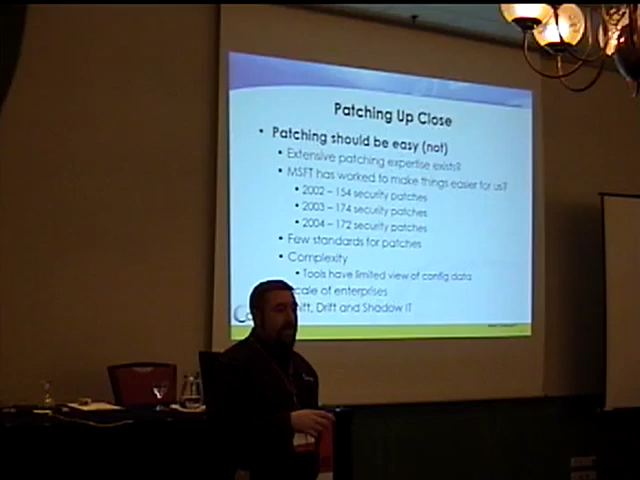 Patching Up Close
• Patching should be easy (not)
• Extensive patching expertise exists?
• MSFT has worked to make things easier for us?
• 2002 – 154 security patches
• 2003 – 174 security patches
• 2004 – 172 security patches
• Few standards for patches
• Complexity
• Tools have limited view of config data
cale of enterprises
Drift and Shadow IT